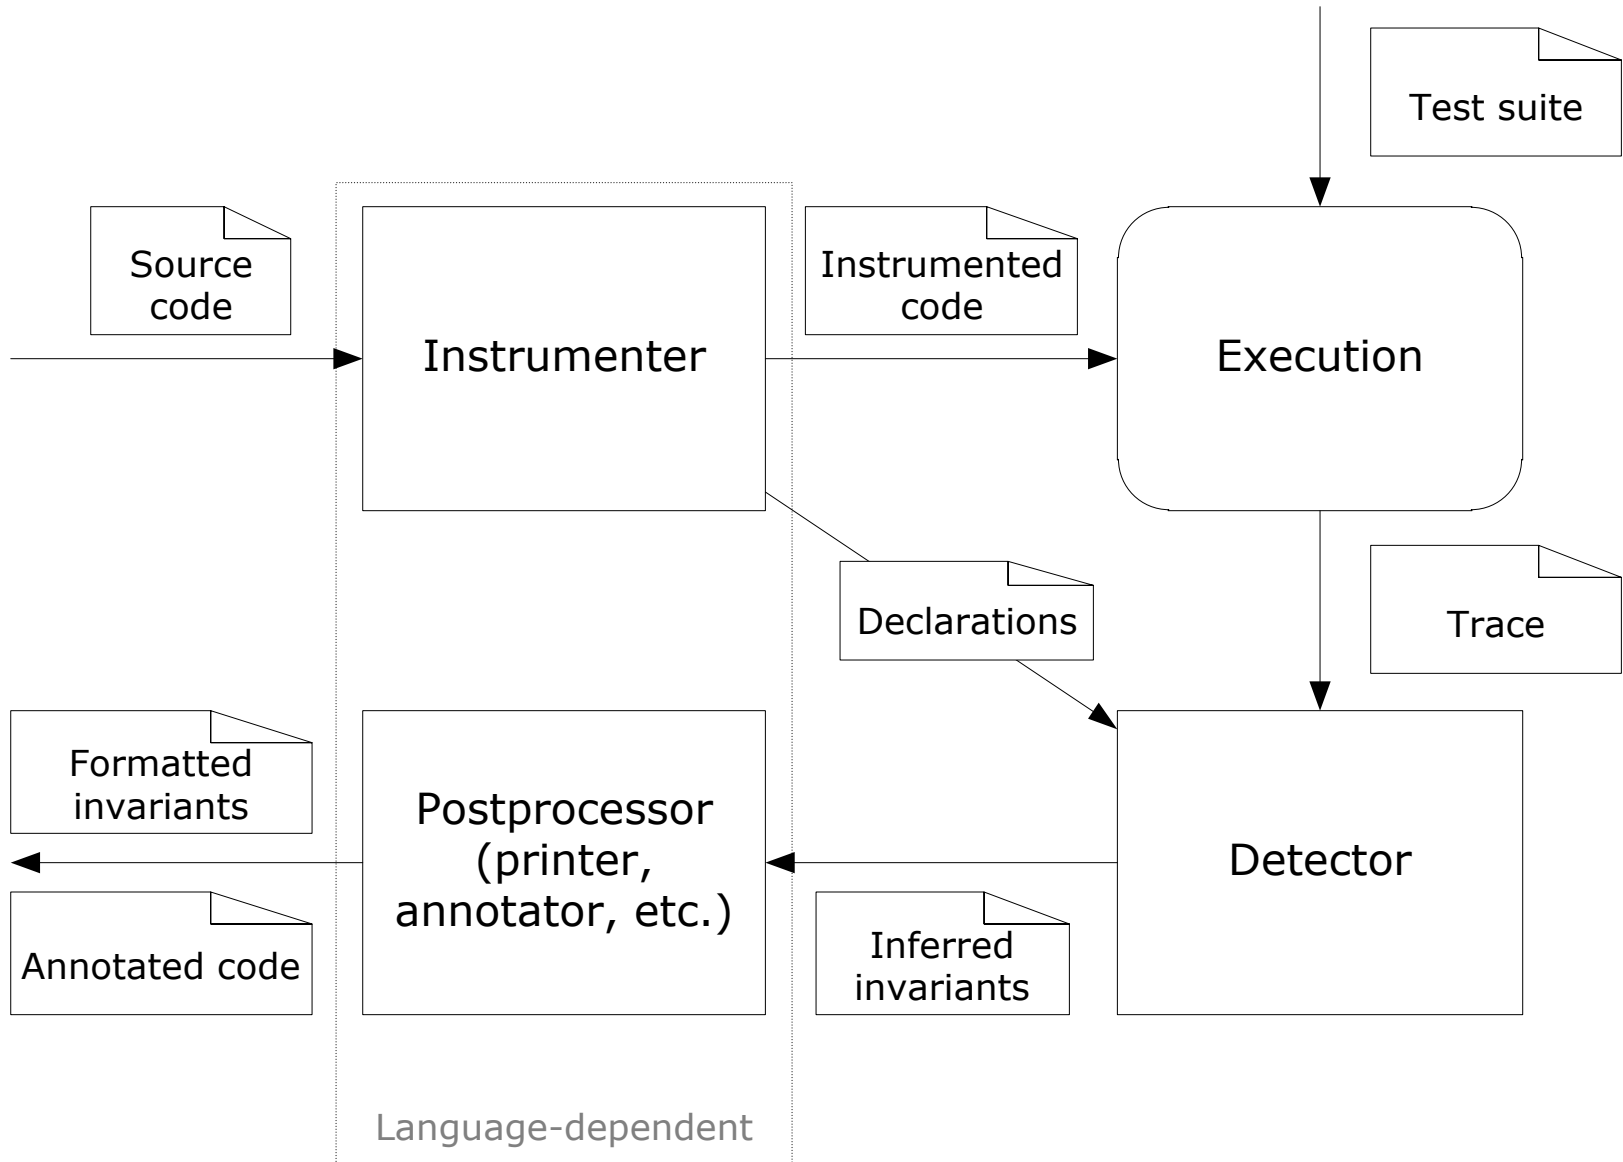 Test suite
Source
code
Instrumenter
Instrumented
code
Execution
Declarations
Trace
Formatted
invariants
Annotated code
Postprocessor
(printer,
annotator, etc.)
Inferred
invariants
Detector
Language-dependent